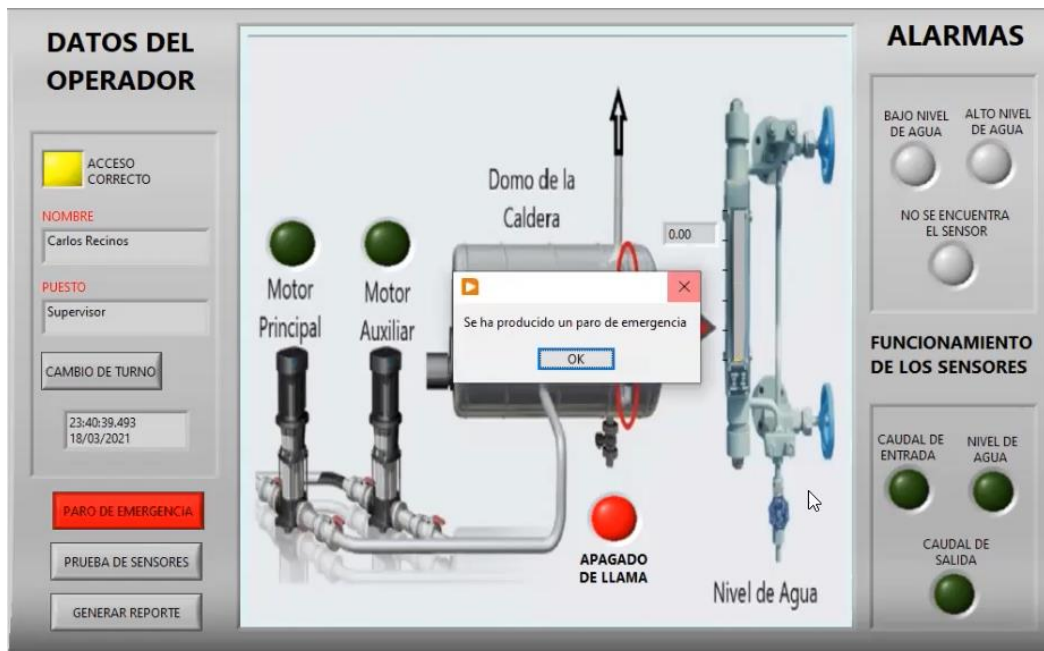 DATOS DEL
OPERADOR
ACCESO
CORRECTO
NOMBRE
Carlos Recinos
PUESTO
Supervisor
CAMBIO DE TURNO
23:40:39.493
18/03/2021
PARO DE EMERGENCIA
PRUEBA DE SENSORES
GENERAR REPORTE
Domo de la
Caldera
0.00
Motor
Principal
Motor
Auxiliar
Se ha producido un paro de emergencia
OK
APAGADO
DE LLAMA
Nivel de Agua
ALARMAS
BAJO NIVEL
DE AGUA
ALTO NIVEL
DE AGUA
NO SE ENCUENTRA
EL SENSOR
FUNCIONAMIENTO
DE LOS SENSORES
CAUDAL DE
ENTRADA
NIVEL DE
AGUA
CAUDAL DE
SALIDA